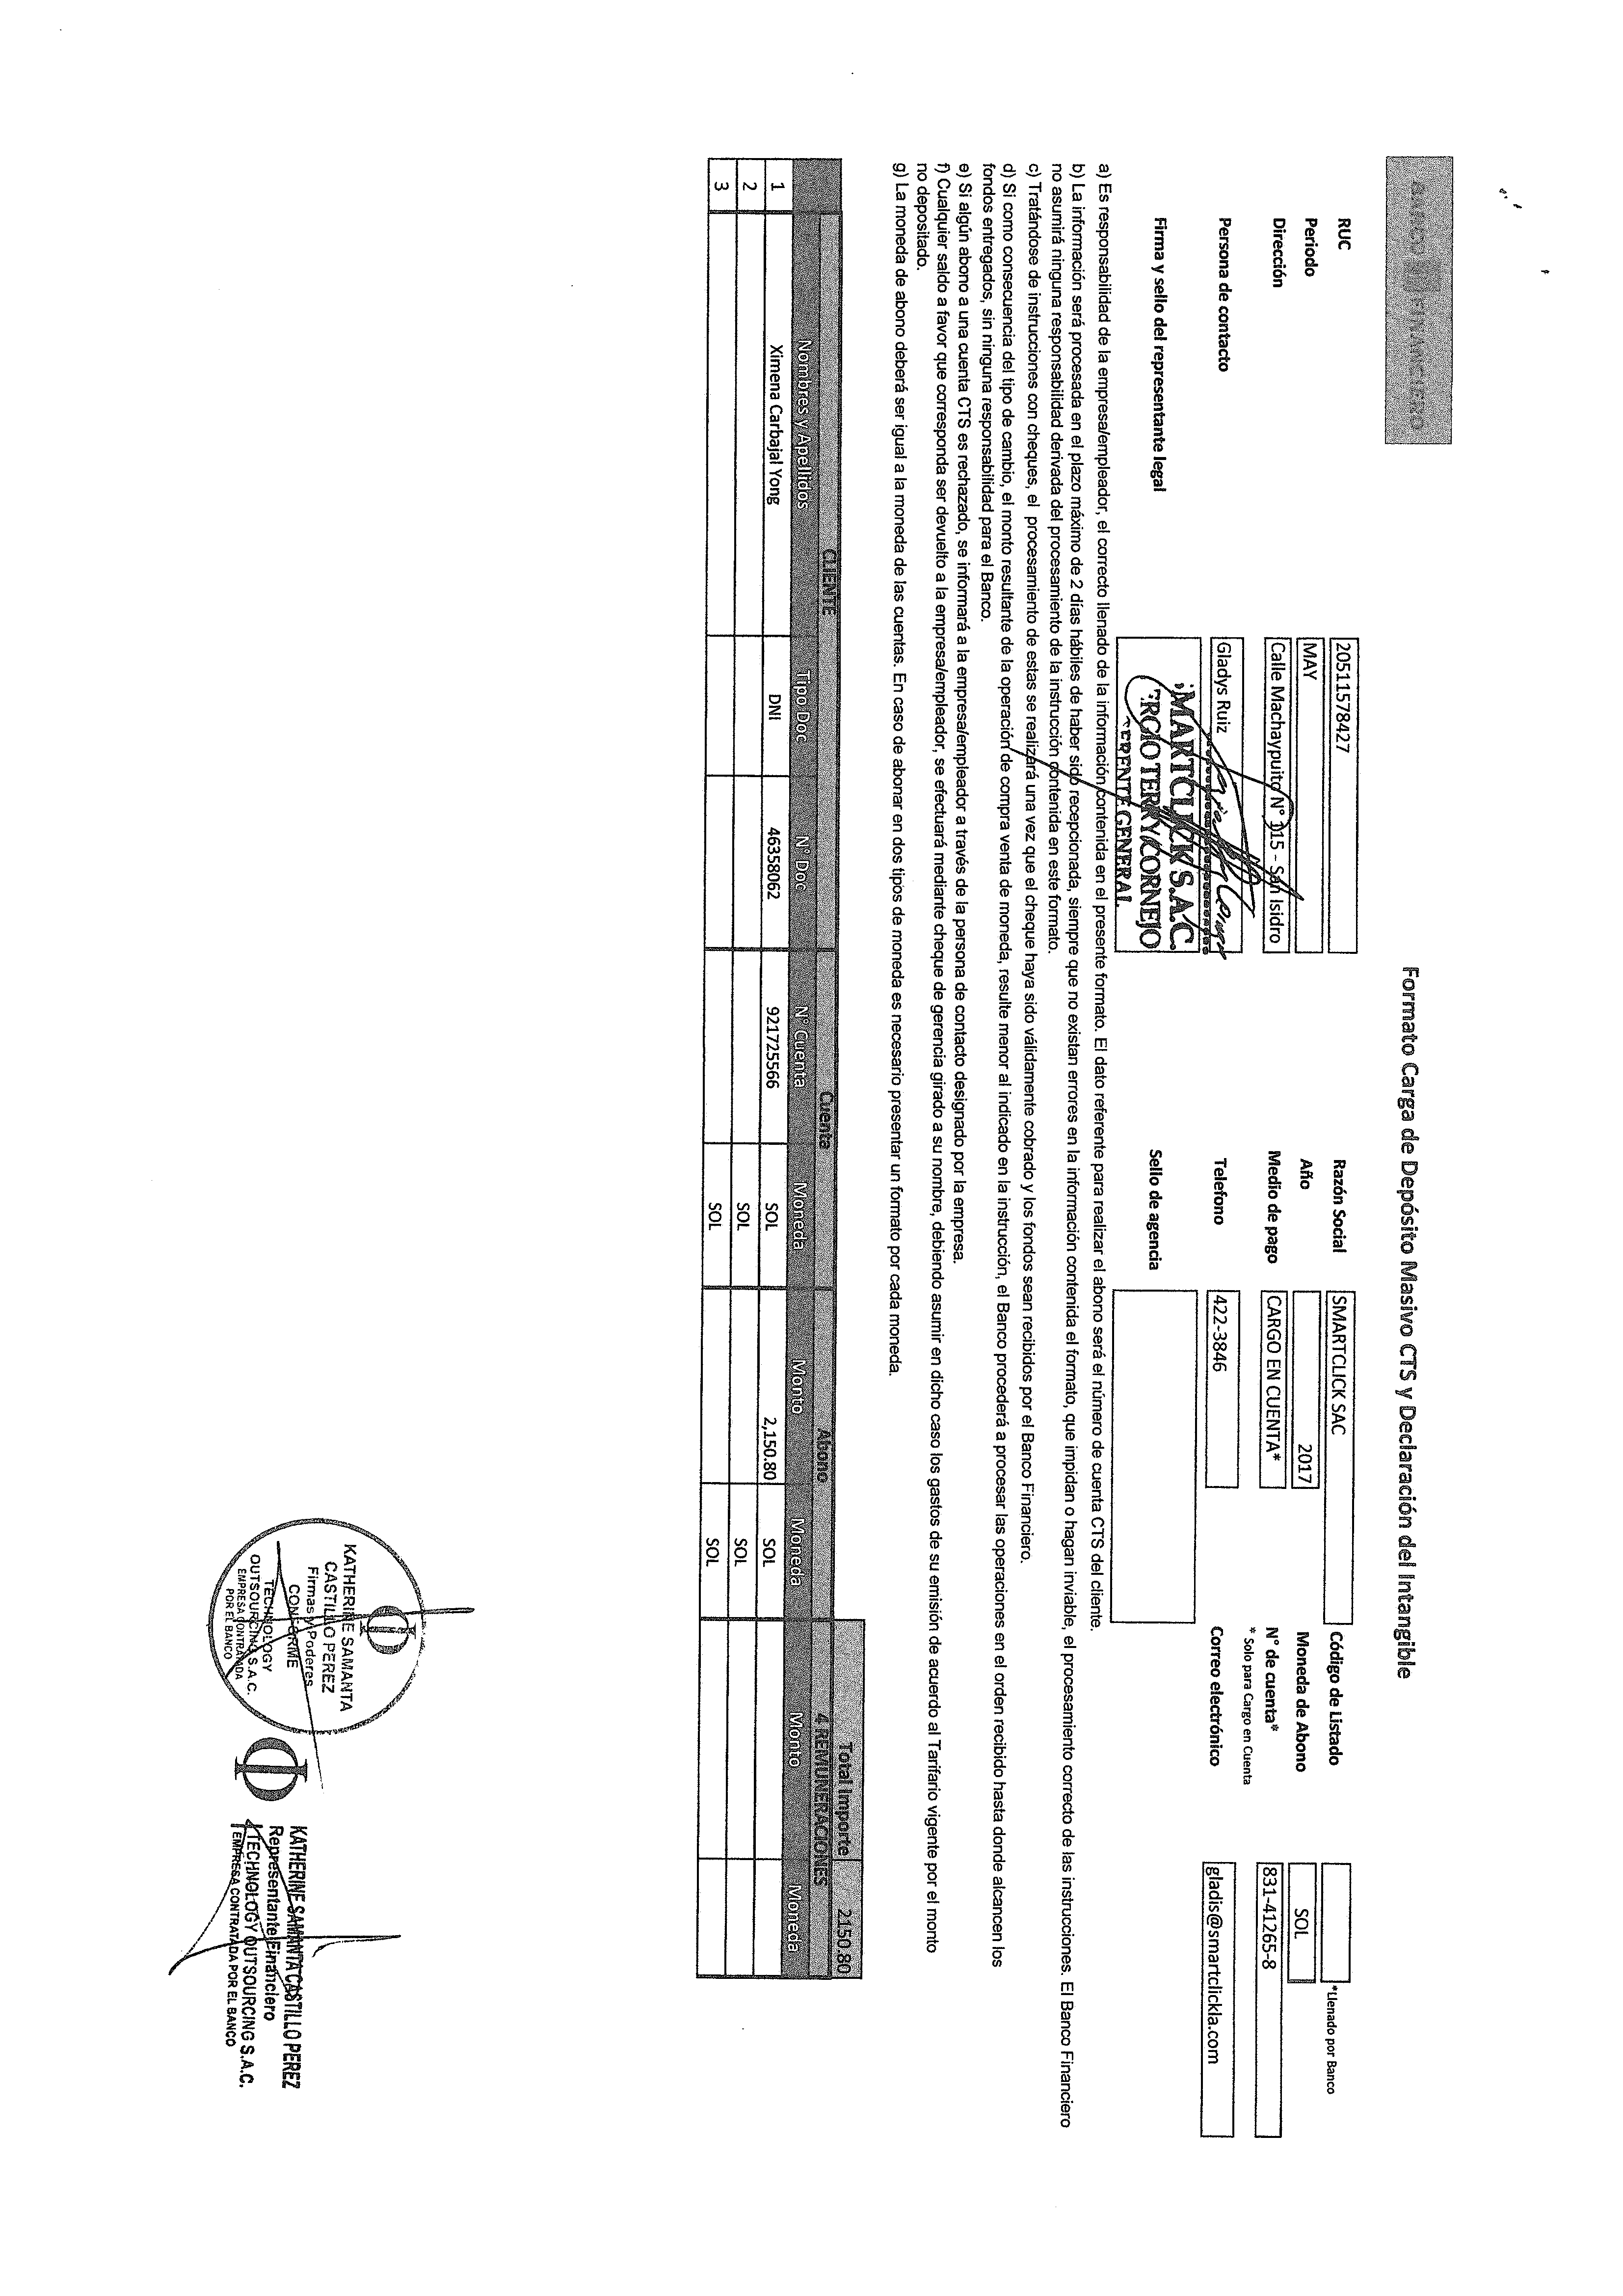 BANCO FINANCIERO
Formato Carga de Depósito Masivo CTS y Declaración del Intangible
RUC 20511578427 Razón Social SMARTCLICK SAC Código de Listado *Llenado por Banco
Periodo MAY Año 2017 Moneda de Abono SOL
Dirección Calle Machaypuito N° 115 - San Isidro Medio de pago CARGO EN CUENTA* N° de cuenta* 831-41265-8
* Solo para Cargo en Cuenta
Persona de contacto Gladys Ruiz Telefono 422-3846 Correo electrónico gladis@smartclickla.com
Firma y sello del representante legal Sello de agencia
MARTCLICK S.A.C.
ERGIO TERRY CORNEJO
GERENTE GENERAL
a) Es responsabilidad de la empresa/empleador, el correcto llenado de la información contenida en el presente formato. El dato referente para realizar el abono será el número de cuenta CTS del cliente.
b) La información será procesada en el plazo máximo de 2 días hábiles de haber sido recepcionada, siempre que no existan errores en la información contenida el formato, que impidan o hagan inviable, el procesamiento correcto de las instrucciones. El Banco Financiero
no asumirá ninguna responsabilidad derivada del procesamiento de la instrucción contenida en este formato.
c) Tratándose de instrucciones con cheques, el procesamiento de estas se realizará una vez que el cheque haya sido válidamente cobrado y los fondos sean recibidos por el Banco Financiero.
d) Si como consecuencia del tipo de cambio, el monto resultante de la operación de compra venta de moneda, resulte menor al indicado en la instrucción, el Banco procederá a procesar las operaciones en el orden recibido hasta donde alcancen los
fondos entregados, sin ninguna responsabilidad para el Banco.
e) Si algún abono a una cuenta CTS es rechazado, se informará a la empresa/empleador a través de la persona de contacto designado por la empresa.
f) Cualquier saldo a favor que corresponda ser devuelto a la empresa/empleador, se efectuará mediante cheque de gerencia girado a su nombre, debiendo asumir en dicho caso los gastos de su emisión de acuerdo al Tarifario vigente por el monto
no depositado.
g) La moneda de abono deberá ser igual a la moneda de las cuentas. En caso de abonar en dos tipos de moneda es necesario presentar un formato por cada moneda.
Total Importe 2150.80
CLIENTE Cuenta Abono 4 REMUNERACIONES
Nombres y Apellidos Tipo Doc N° Doc N° Cuenta Moneda Monto Moneda Monto Moneda
1 Ximena Carbajal Yong DNI 46358062 921725566 SOL 2,150.80 SOL
2 SOL SOL
3 SOL SOL
KATHERINE SAMANTA
CASTILLO PEREZ
Firmas y Poderes
CONFORME
TECHNOLOGY
OUTSOURCING S.A.C.
EMPRESA CONTRATADA
POR EL BANCO
KATHERINE SAMANTA CASTILLO PEREZ
Representante Financiero
TECHNOLOGY OUTSOURCING S.A.C.
EMPRESA CONTRATADA POR EL BANCO